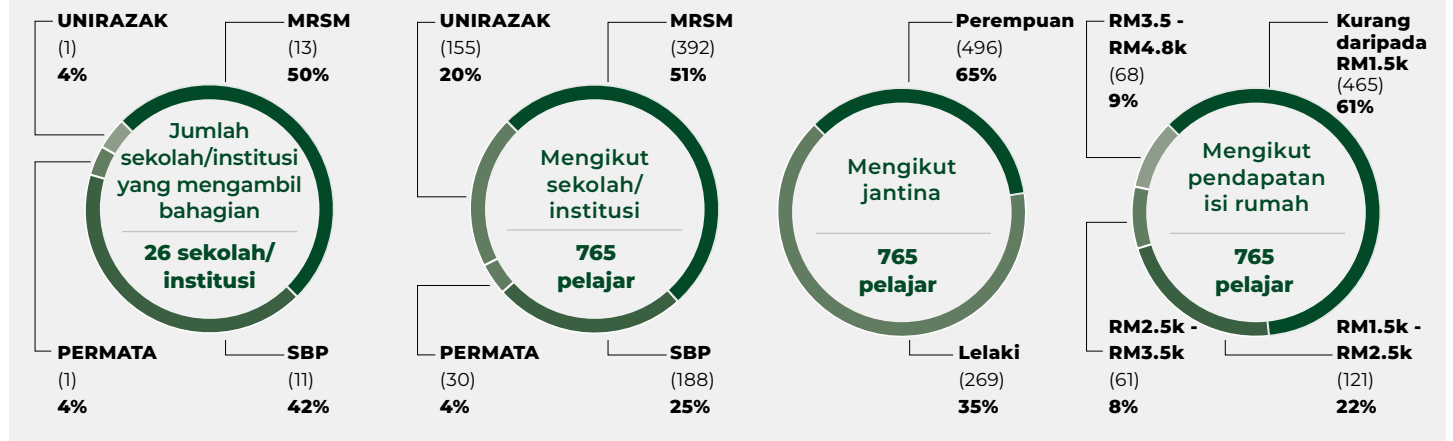 UNIRAZAK
(1)
4%
MRSM
(13)
50%
Jumlah
sekolah/institusi
yang mengambil
bahagian
26 sekolah/
institusi
PERMATA
(1)
4%
SBP
(11)
42%
UNIRAZAK
(155)
20%
MRSM
(392)
51%
Mengikut
sekolah/
institusi
765
pelajar
PERMATA
(30)
4%
SBP
(188)
25%
Perempuan
(496)
65%
Mengikut
jantina
765
pelajar
Lelaki
(269)
35%
RM3.5 -
RM4.8k
(68)
9%
Kurang
daripada
RM1.5k
(465)
61%
Mengikut
pendapatan
isi rumah
765
pelajar
RM2.5k -
RM3.5k
(61)
8%
RM1.5k -
RM2.5k
(121)
22%